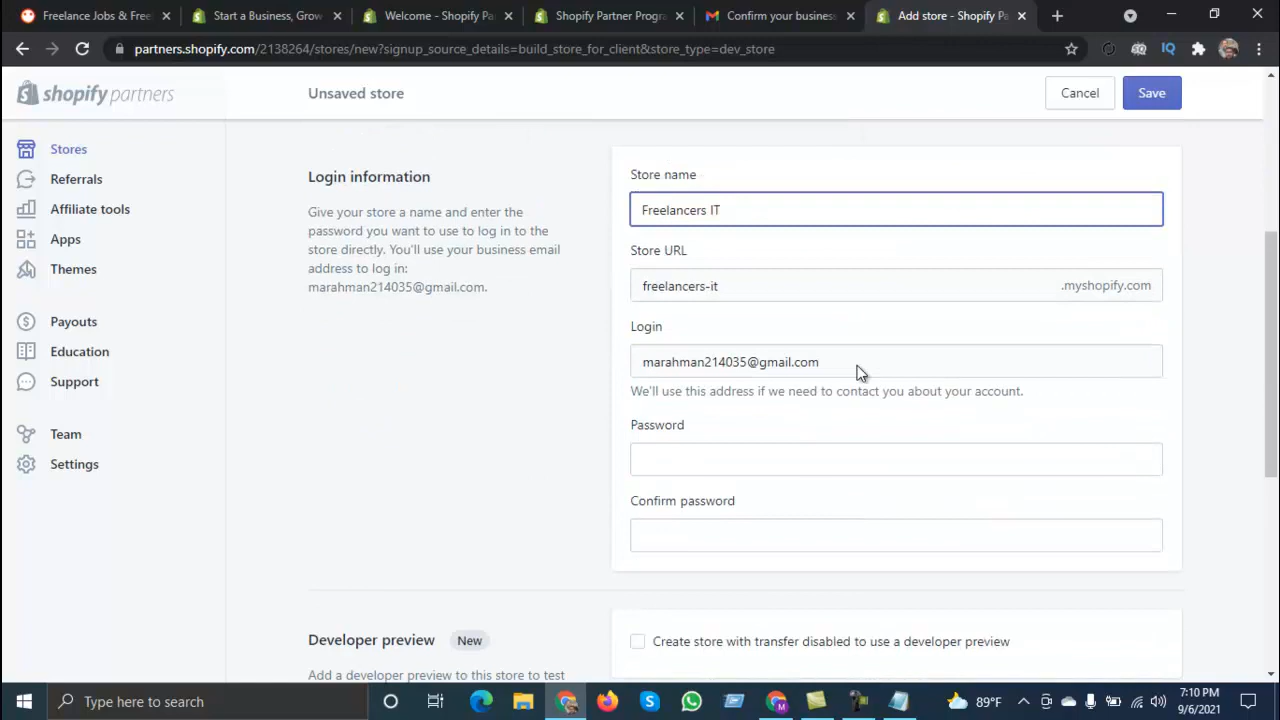 Freelance Jobs & Free
Start a Business, Grow
Welcome - Shopify Pa
Shopify Partner Progra
Confirm your business
Add store - Shopify Pa
partners.shopify.com/2138264/stores/new?signup_source_details=build_store_for_client&store_type=dev_store
IQ
shopify partners
Unsaved store
Cancel
Save
Stores
Referrals
Affiliate tools
Apps
Themes
Payouts
Education
Support
Team
Settings
Login information
Give your store a name and enter the
password you want to use to log in to the
store directly. You'll use your business email
address to log in:
marahman214035@gmail.com.
Store name
Freelancers IT
Store URL
freelancers-it
.myshopify.com
Login
marahman214035@gmail.com
We'll use this address if we need to contact you about your account.
Password
Confirm password
Developer preview
New
Add a developer preview to this store to test
Create store with transfer disabled to use a developer preview
Type here to search
89°F
7:10 PM
9/6/2021